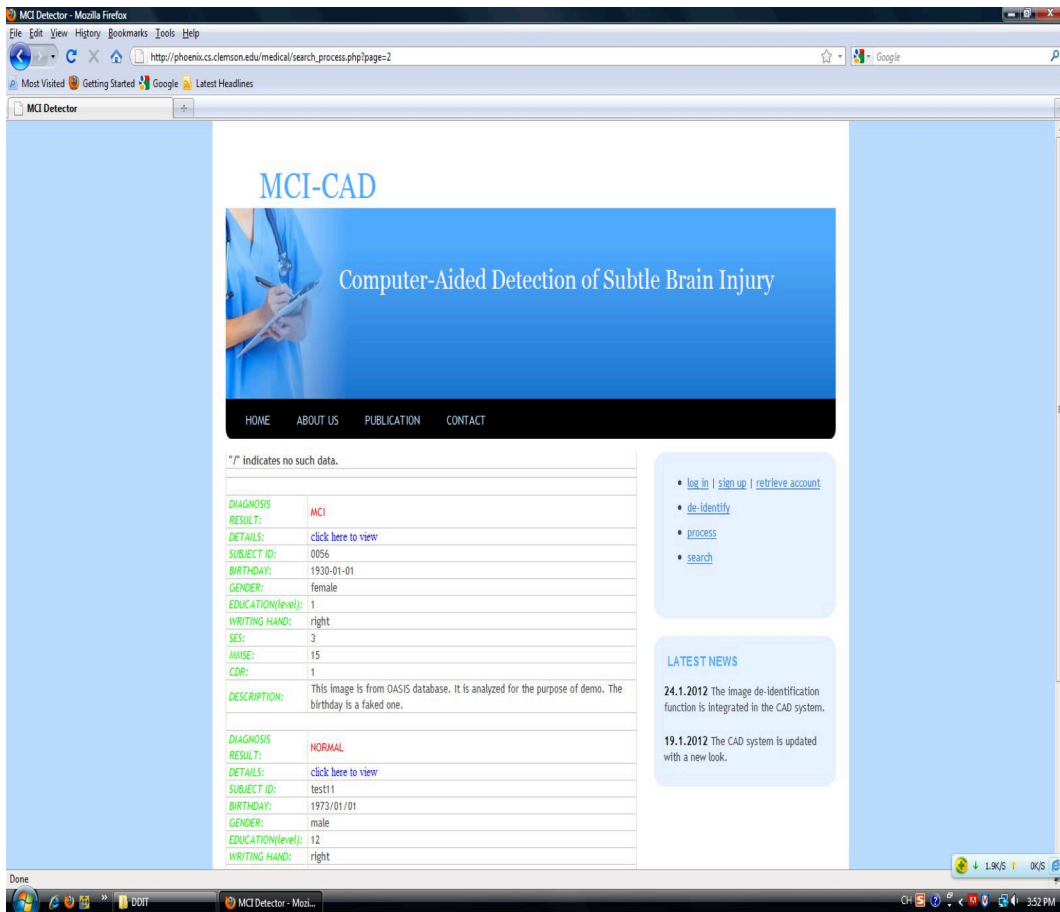 MCI Detector - Mozilla Firefox
File Edit View History Bookmarks Tools Help
http://phoenix.cs.clemson.edu/medical/search_process.php?page=2
Google
Most Visited Getting Started Google Latest Headlines
MCI Detector
MCI-CAD
Computer-Aided Detection of Subtle Brain Injury
HOME ABOUT US PUBLICATION CONTACT
"/" indicates no such data.
DIAGNOSIS
RESULT: MCI
DETAILS: click here to view
SUBJECT ID: 0056
BIRTHDAY: 1930-01-01
GENDER: female
EDUCATION(level): 1
WRITING HAND: right
SES: 3
MMSE: 15
CDR: 1
DESCRIPTION: This image is from OASIS database. It is analyzed for the purpose of demo. The
birthday is a faked one.
DIAGNOSIS
RESULT: NORMAL
DETAILS: click here to view
SUBJECT ID: test11
BIRTHDAY: 1973/01/01
GENDER: male
EDUCATION(level): 12
WRITING HAND: right
log in | sign up | retrieve account
de-identify
process
search
LATEST NEWS
24.1.2012 The image de-identification
function is integrated in the CAD system.
19.1.2012 The CAD system is updated
with a new look.
1.9K/S 0K/S
Done
DDIT
MCI Detector - Mozi...
CH
3:52 PM